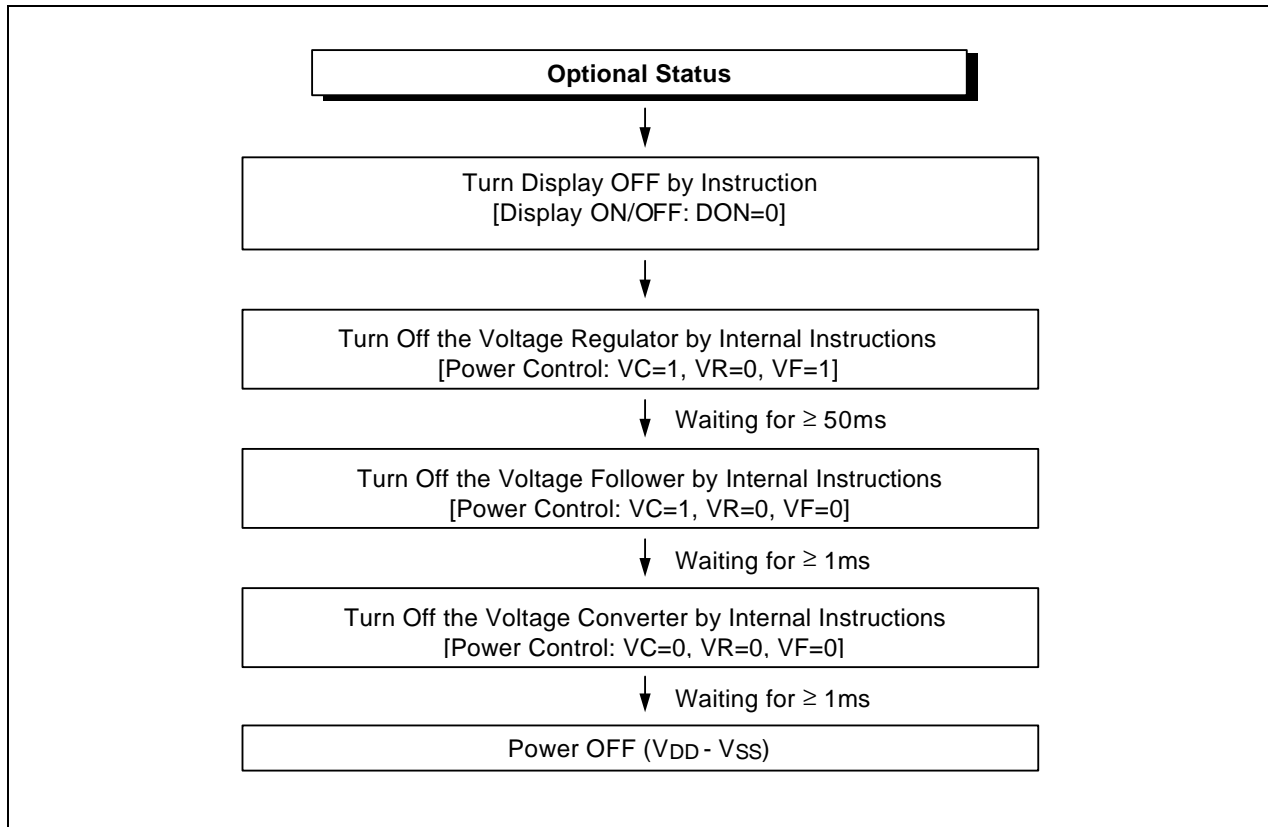 Optional Status
Turn Display OFF by Instruction
[Display ON/OFF: DON=0]
Turn Off the Voltage Regulator by Internal Instructions
[Power Control: VC=1, VR=0, VF=1]
Waiting for ≥ 50ms
Turn Off the Voltage Follower by Internal Instructions
[Power Control: VC=1, VR=0, VF=0]
Waiting for ≥ 1ms
Turn Off the Voltage Converter by Internal Instructions
[Power Control: VC=0, VR=0, VF=0]
Waiting for ≥ 1ms
Power OFF (VDD - VSS)